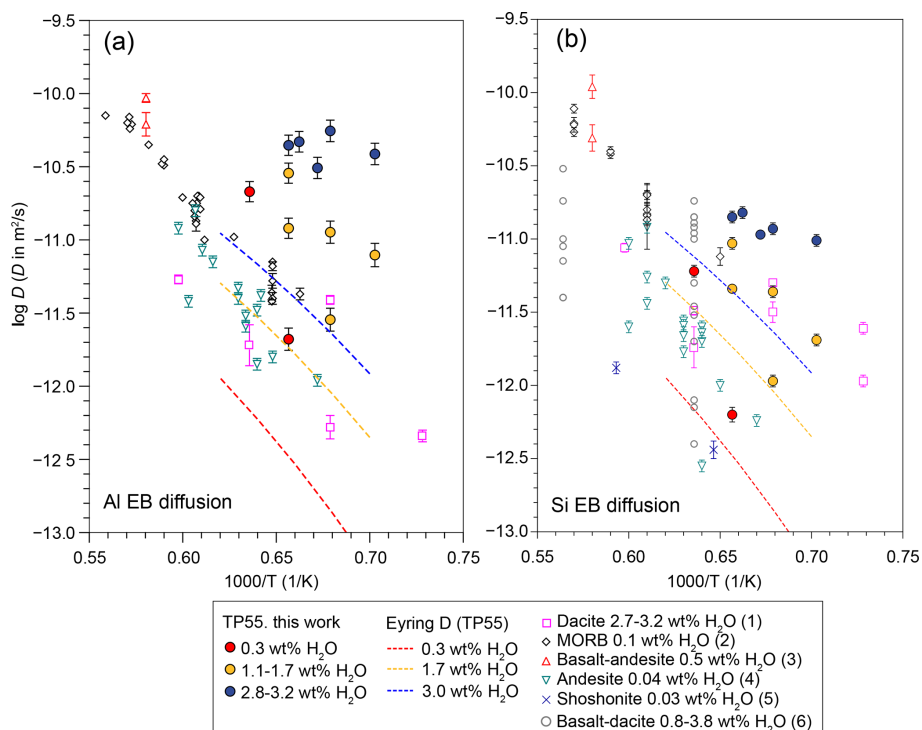 (a)
(b)
−9.5
−10.0
−10.5
−11.0
−11.5
−12.0
−12.5
−13.0
log D (D in m²/s)
Al EB diffusion
0.55
0.60
0.65
0.70
0.75
1000/T (1/K)
−9.5
−10.0
−10.5
−11.0
−11.5
−12.0
−12.5
−13.0
Si EB diffusion
0.55
0.60
0.65
0.70
0.75
1000/T (1/K)
TP55. this work
0.3 wt% H₂O
1.1-1.7 wt% H₂O
2.8-3.2 wt% H₂O
Eyring D (TP55)
0.3 wt% H₂O
1.7 wt% H₂O
3.0 wt% H₂O
Dacite 2.7-3.2 wt% H₂O (1)
MORB 0.1 wt% H₂O (2)
Basalt-andesite 0.5 wt% H₂O (3)
Andesite 0.04 wt% H₂O (4)
Shoshonite 0.03 wt% H₂O (5)
Basalt-dacite 0.8-3.8 wt% H₂O (6)